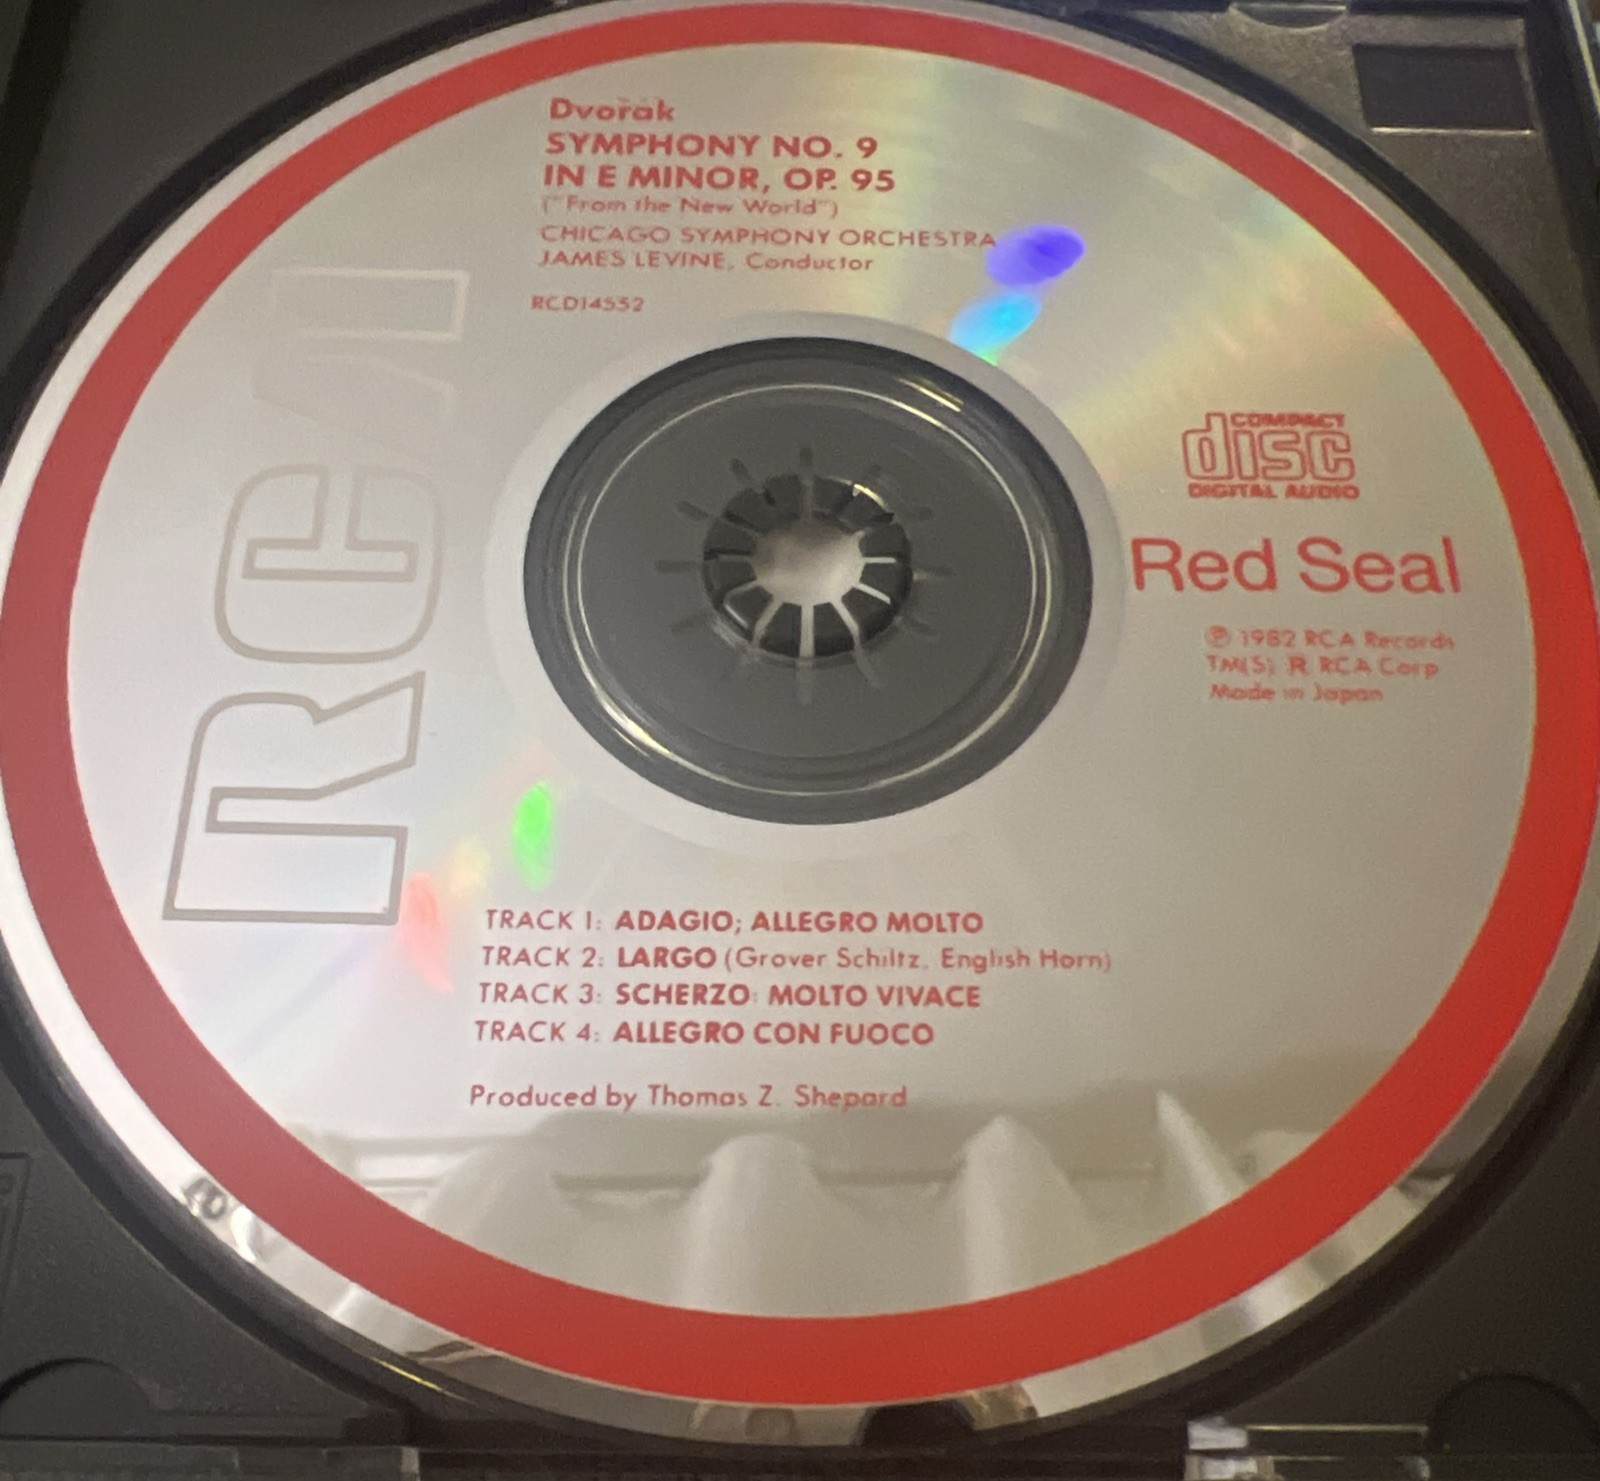 Dvořák
SYMPHONY NO. 9
IN E MINOR, OP. 95
("From the New World")
CHICAGO SYMPHONY ORCHESTRA
JAMES LEVINE, Conductor
RCD14552
RCA
COMPACT
disc
DIGITAL AUDIO
Red Seal
℗ 1982 RCA Records
TM(S) ® RCA Corp
Made in Japan
TRACK 1: ADAGIO; ALLEGRO MOLTO
TRACK 2: LARGO (Grover Schiltz, English Horn)
TRACK 3: SCHERZO: MOLTO VIVACE
TRACK 4: ALLEGRO CON FUOCO
Produced by Thomas Z. Shepard